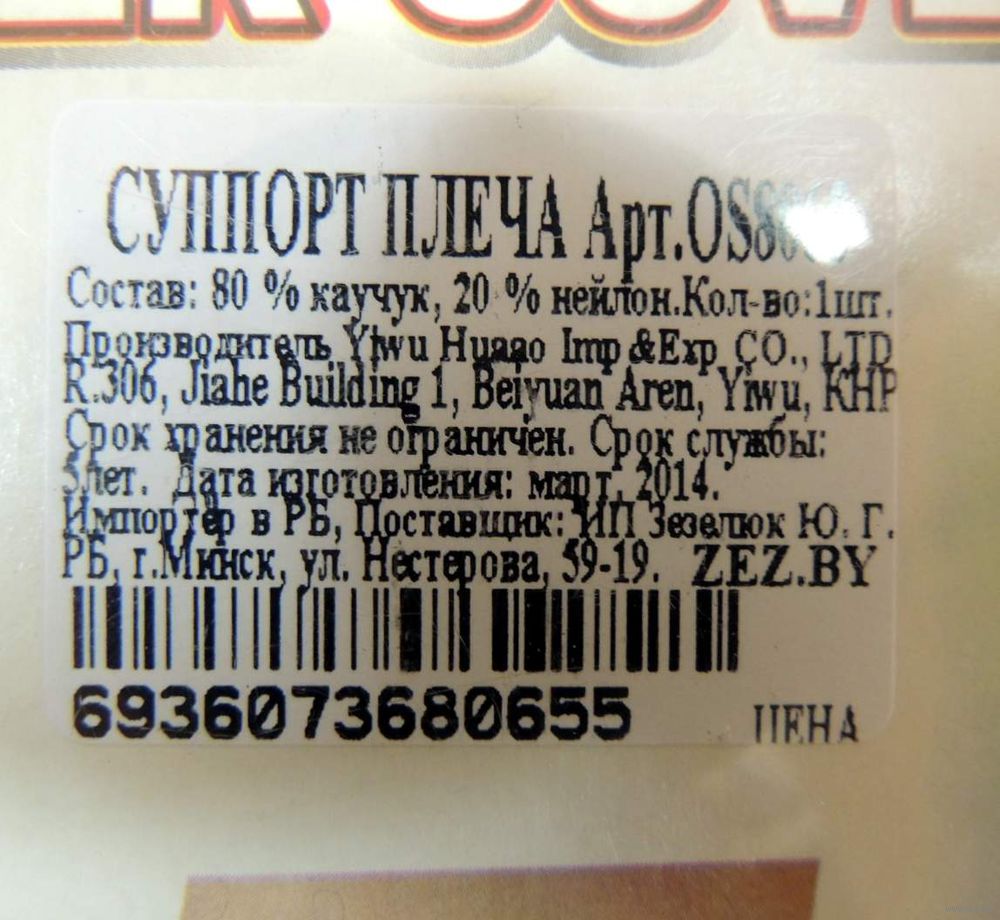 СУППОРТ ПЛЕЧА Арт.
Состав: 80 % каучук, 20 % нейлон.Кол-во:1шт.
Производитель Yiwu Huaao Imp &Exp CO., LTD
R.306, Jiahe Building 1, Beiyuan Aren, Yiwu, КНР
Срок хранения не ограничен. Срок службы:
5лет. Дата изготовления: март, 2014.
Импортер в РБ, Поставщик: ИП Зезелюк Ю. Г.
РБ, г.Минск, ул. Нестерова, 59-19. ZEZ.BY
6936073680655 ЦЕНА